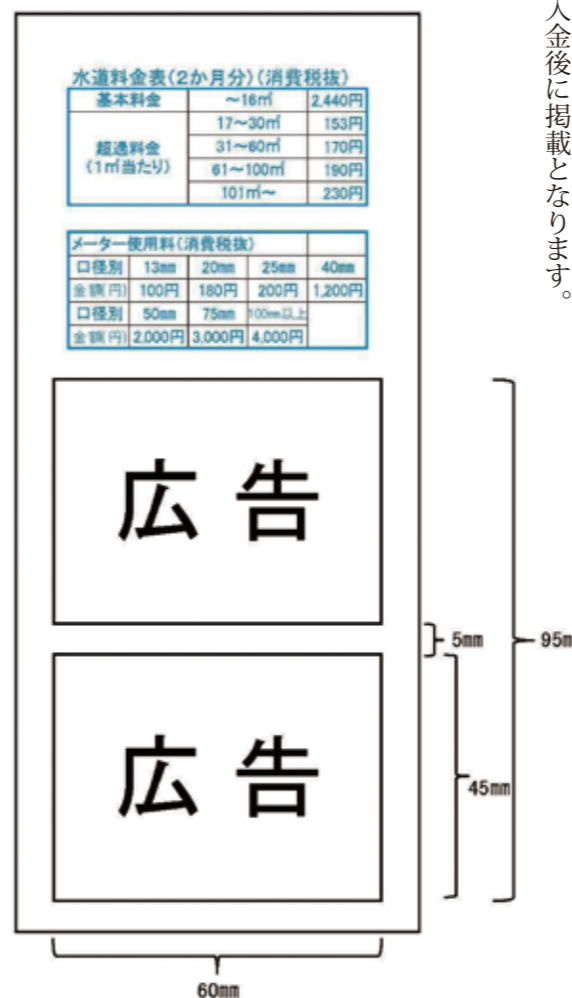 入金後に掲載となります。
水道料金表(2か月分)(消費税抜)
基本料金 ～16㎥ 2,440円
超過料金
(1㎥当たり)
17～30㎥ 153円
31～60㎥ 170円
61～100㎥ 190円
101㎥～ 230円
メーター使用料(消費税抜)
口径別 13mm 20mm 25mm 40mm
金額(円) 100円 180円 200円 1,200円
口径別 50mm 75mm 100mm以上
金額(円) 2,000円 3,000円 4,000円
広告
5mm
95m
広告
45mm
60mm